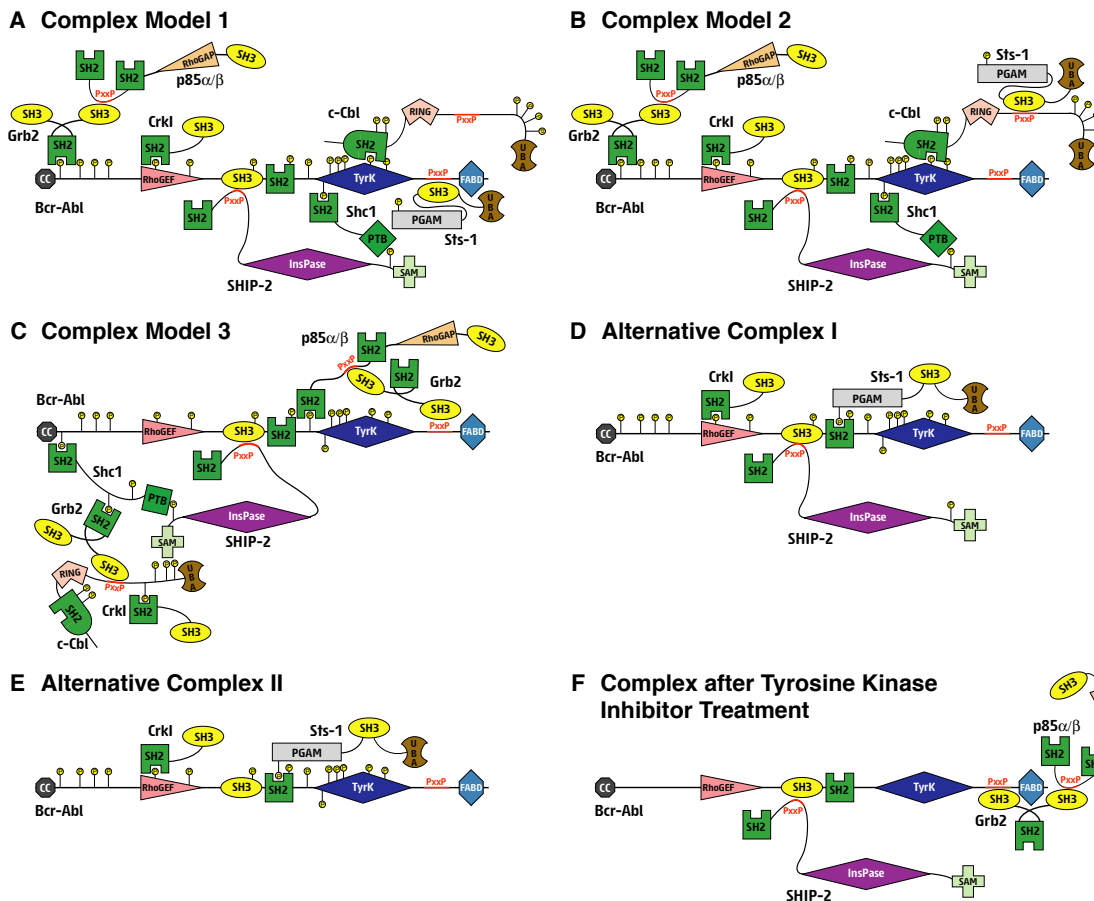 A Complex Model 1
SH2
SH2
RhoGAP
SH3
p85α/β
PxxP
SH3
SH3
Grb2
SH2
CrkI
SH3
SH2
c-Cbl
SH2
RING
PxxP
P
UBA
CC
RhoGEF
SH3
SH2
TyrK
PxxP
FABD
Bcr-Abl
PxxP
SH2
SH2
Shc1
SH3
UBA
PGAM
Sts-1
PTB
InsPase
SAM
SHIP-2
B Complex Model 2
SH2
SH2
RhoGAP
SH3
p85α/β
PxxP
SH3
SH3
Grb2
SH2
CrkI
SH3
SH2
c-Cbl
SH2
RING
Sts-1
PGAM
SH3
UBA
PxxP
UBA
CC
RhoGEF
SH3
SH2
TyrK
PxxP
FABD
Bcr-Abl
PxxP
SH2
SH2
Shc1
PTB
InsPase
SAM
SHIP-2
C Complex Model 3
p85α/β
SH2
RhoGAP
SH3
PxxP
SH3
SH2
Grb2
SH2
SH3
Bcr-Abl
CC
RhoGEF
SH3
SH2
TyrK
PxxP
FABD
PxxP
SH2
SH2
Shc1
PTB
Grb2
SH2
SH3
InsPase
SHIP-2
SAM
SH3
RING
PxxP
UBA
SH2
CrkI
SH2
SH3
c-Cbl
D Alternative Complex I
CrkI
SH3
SH2
Sts-1
SH3
PGAM
UBA
CC
RhoGEF
SH3
SH2
TyrK
PxxP
FABD
Bcr-Abl
PxxP
SH2
InsPase
SAM
SHIP-2
E Alternative Complex II
CrkI
SH3
SH2
Sts-1
SH3
PGAM
UBA
CC
RhoGEF
SH3
SH2
TyrK
PxxP
FABD
Bcr-Abl
F Complex after Tyrosine Kinase
Inhibitor Treatment
SH3
p85α/β
SH2
PxxP
PxxP
CC
RhoGEF
SH3
SH2
TyrK
FABD
SH3
SH3
Bcr-Abl
PxxP
Grb2
SH2
SH2
InsPase
SAM
SHIP-2